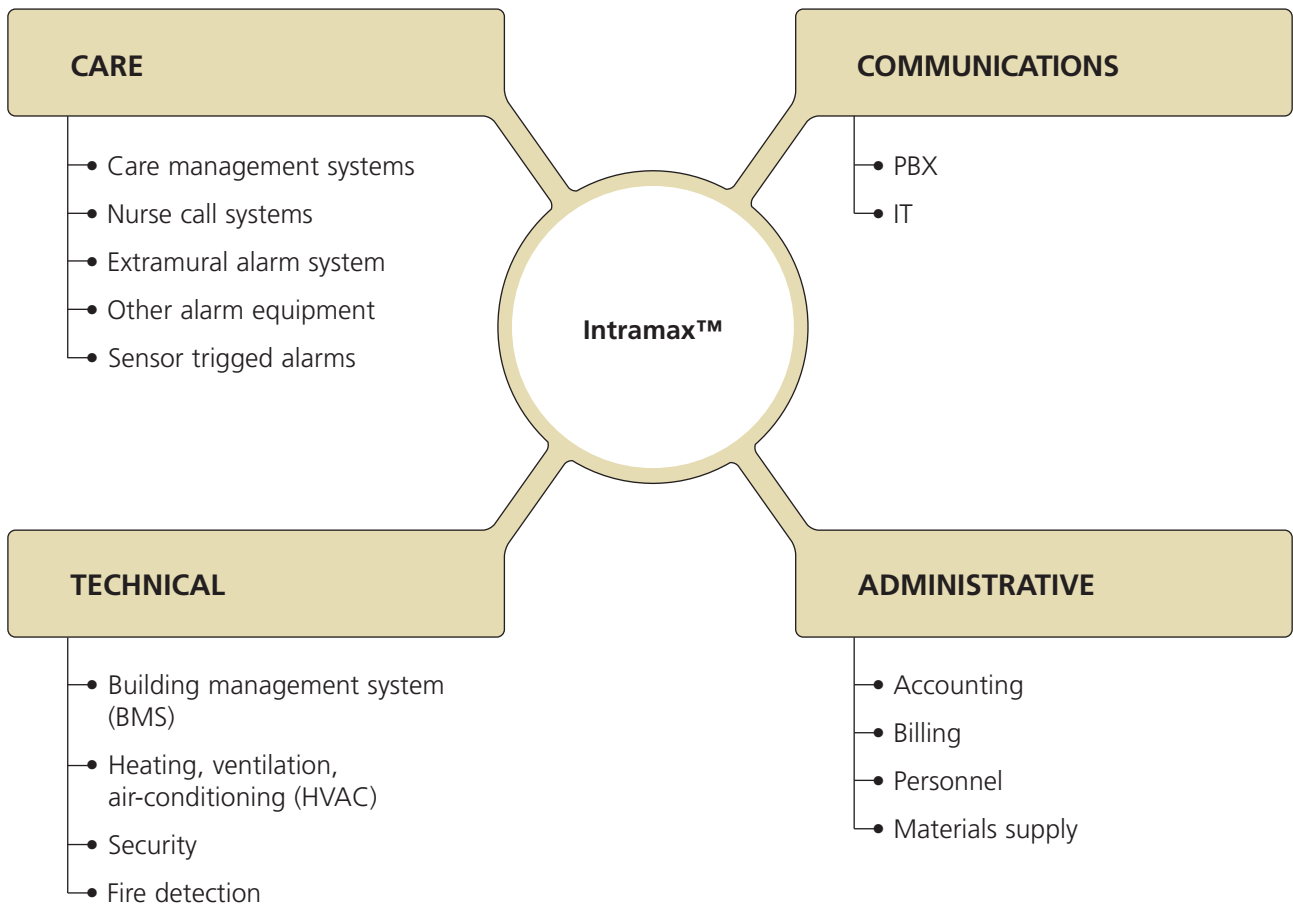 CARE
Care management systems
Nurse call systems
Extramural alarm system
Other alarm equipment
Sensor trigged alarms
COMMUNICATIONS
PBX
IT
Intramax™
TECHNICAL
Building management system
(BMS)
Heating, ventilation,
air-conditioning (HVAC)
Security
Fire detection
ADMINISTRATIVE
Accounting
Billing
Personnel
Materials supply